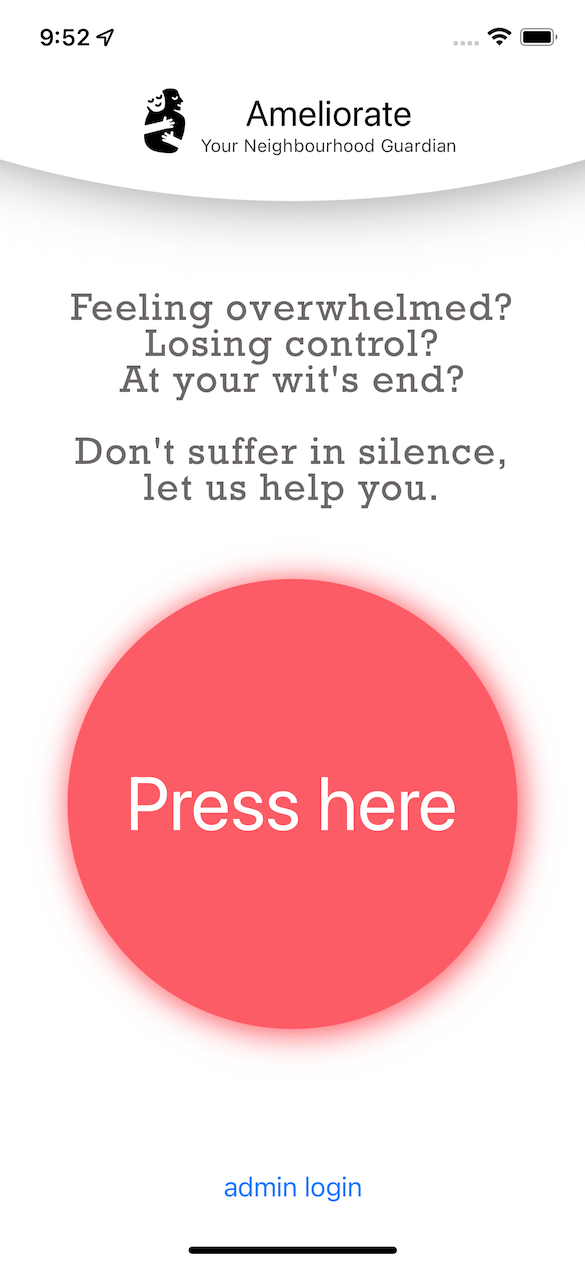 9:52
Ameliorate
Your Neighbourhood Guardian
Feeling overwhelmed?
Losing control?
At your wit's end?
Don't suffer in silence,
let us help you.
Press here
admin login